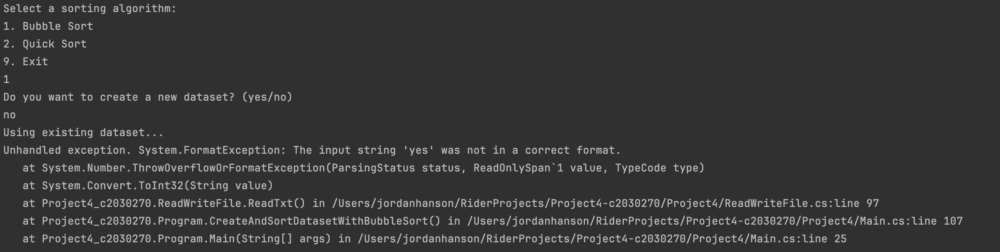 Select a sorting algorithm:
1. Bubble Sort
2. Quick Sort
9. Exit
1
Do you want to create a new dataset? (yes/no)
no
Using existing dataset...
Unhandled exception. System.FormatException: The input string 'yes' was not in a correct format.
   at System.Number.ThrowOverflowOrFormatException(ParsingStatus status, ReadOnlySpan`1 value, TypeCode type)
   at System.Convert.ToInt32(String value)
   at Project4_c2030270.ReadWriteFile.ReadTxt() in /Users/jordanhanson/RiderProjects/Project4-c2030270/Project4/ReadWriteFile.cs:line 97
   at Project4_c2030270.Program.CreateAndSortDatasetWithBubbleSort() in /Users/jordanhanson/RiderProjects/Project4-c2030270/Project4/Main.cs:line 107
   at Project4_c2030270.Program.Main(String[] args) in /Users/jordanhanson/RiderProjects/Project4-c2030270/Project4/Main.cs:line 25